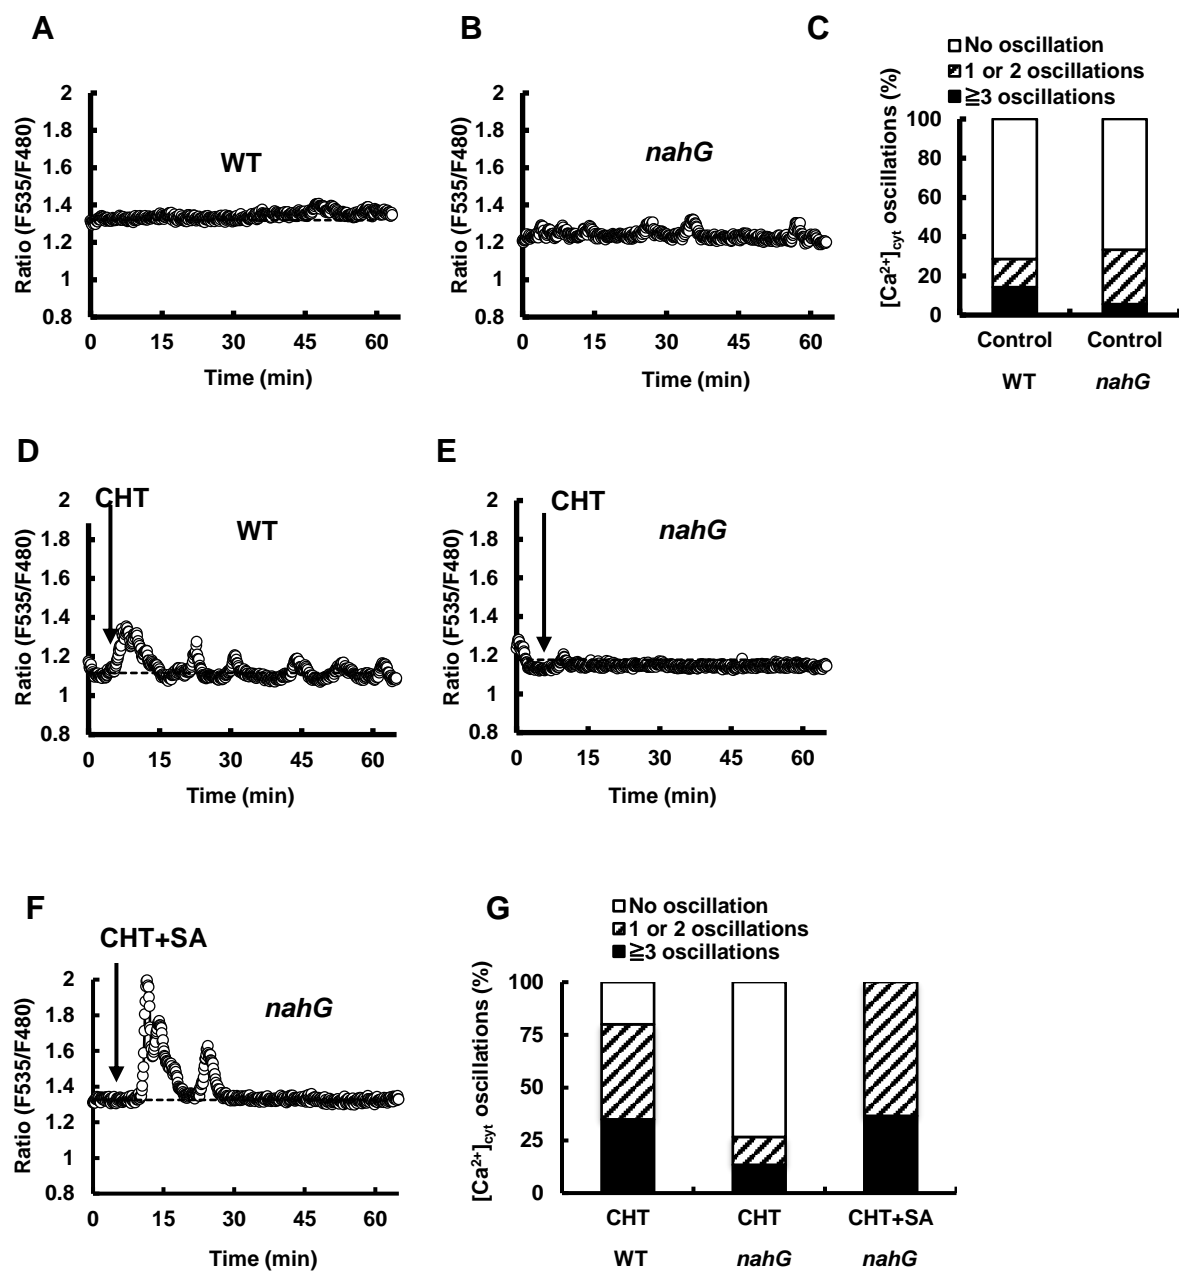 A
B
C
No oscillation
1 or 2 oscillations
≧3 oscillations
Ratio (F535/F480)
2
1.8
1.6
1.4
1.2
1
0.8
WT
0 15 30 45 60
Time (min)
Ratio (F535/F480)
2
1.8
1.6
1.4
1.2
1
0.8
nahG
0 15 30 45 60
Time (min)
[Ca²⁺]cyt oscillations (%)
100
80
60
40
20
0
Control Control
WT nahG
D
E
CHT
WT
Ratio (F535/F480)
2
1.8
1.6
1.4
1.2
1
0.8
0 15 30 45 60
Time (min)
CHT
nahG
Ratio (F535/F480)
2
1.8
1.6
1.4
1.2
1
0.8
0 15 30 45 60
Time (min)
F
CHT+SA
nahG
Ratio (F535/F480)
2
1.8
1.6
1.4
1.2
1
0.8
0 15 30 45 60
Time (min)
G
No oscillation
1 or 2 oscillations
≧3 oscillations
[Ca²⁺]cyt oscillations (%)
100
75
50
25
0
CHT CHT CHT+SA
WT nahG nahG